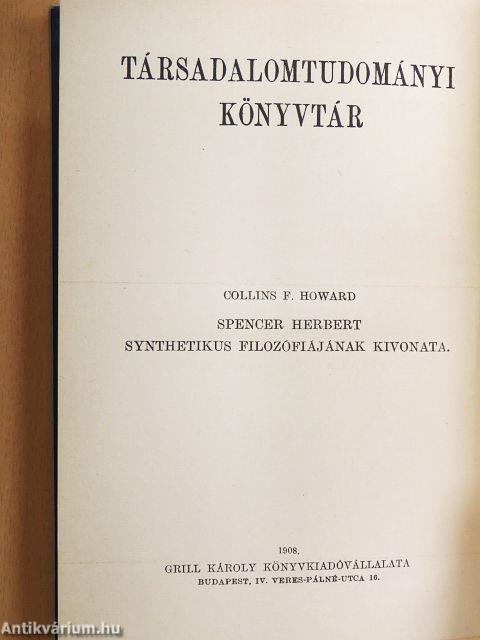 TÁRSADALOMTUDOMÁNYI
KÖNYVTÁR
COLLINS F. HOWARD
SPENCER HERBERT
SYNTHETIKUS FILOZÓFIÁJÁNAK KIVONATA.
1908.
GRILL KÁROLY KÖNYVKIADÓVÁLLALATA
BUDAPEST, IV. VERES-PÁLNÉ-UTCA 16.
Antikvárium.hu